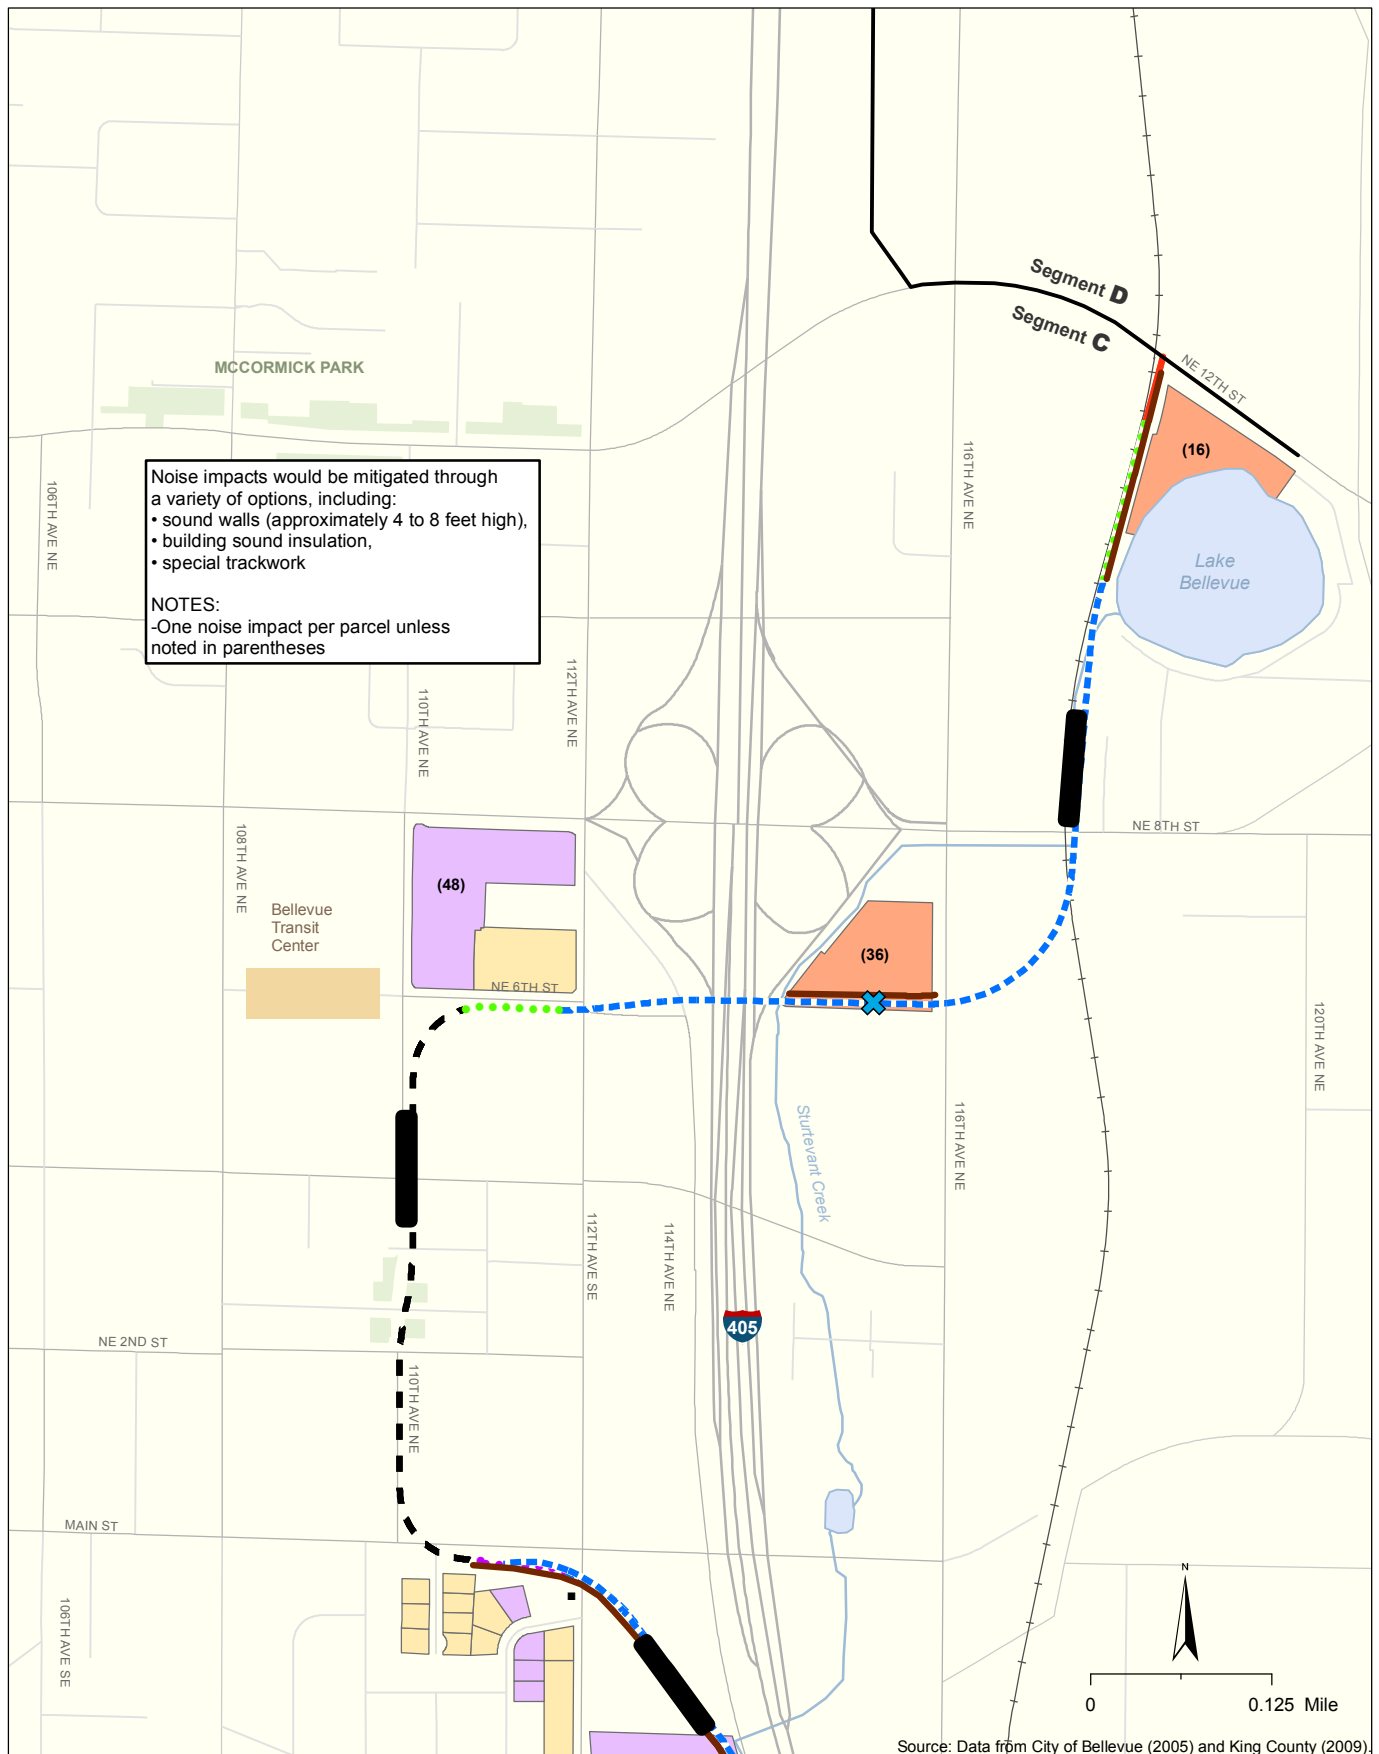 Segment D
Segment C
NE 12TH ST
MCCORMICK PARK
(16)
116TH AVE NE
106TH AVE NE
Noise impacts would be mitigated through
a variety of options, including:
• sound walls (approximately 4 to 8 feet high),
• building sound insulation,
• special trackwork
NOTES:
-One noise impact per parcel unless
noted in parentheses
Lake
Bellevue
112TH AVE NE
110TH AVE NE
NE 8TH ST
108TH AVE NE
(48)
Bellevue
Transit
Center
(36)
NE 6TH ST
120TH AVE NE
Sturtevant Creek
116TH AVE NE
112TH AVE SE
114TH AVE NE
405
NE 2ND ST
110TH AVE NE
MAIN ST
106TH AVE SE
N
0
0.125 Mile
Source: Data from City of Bellevue (2005) and King County (2009).